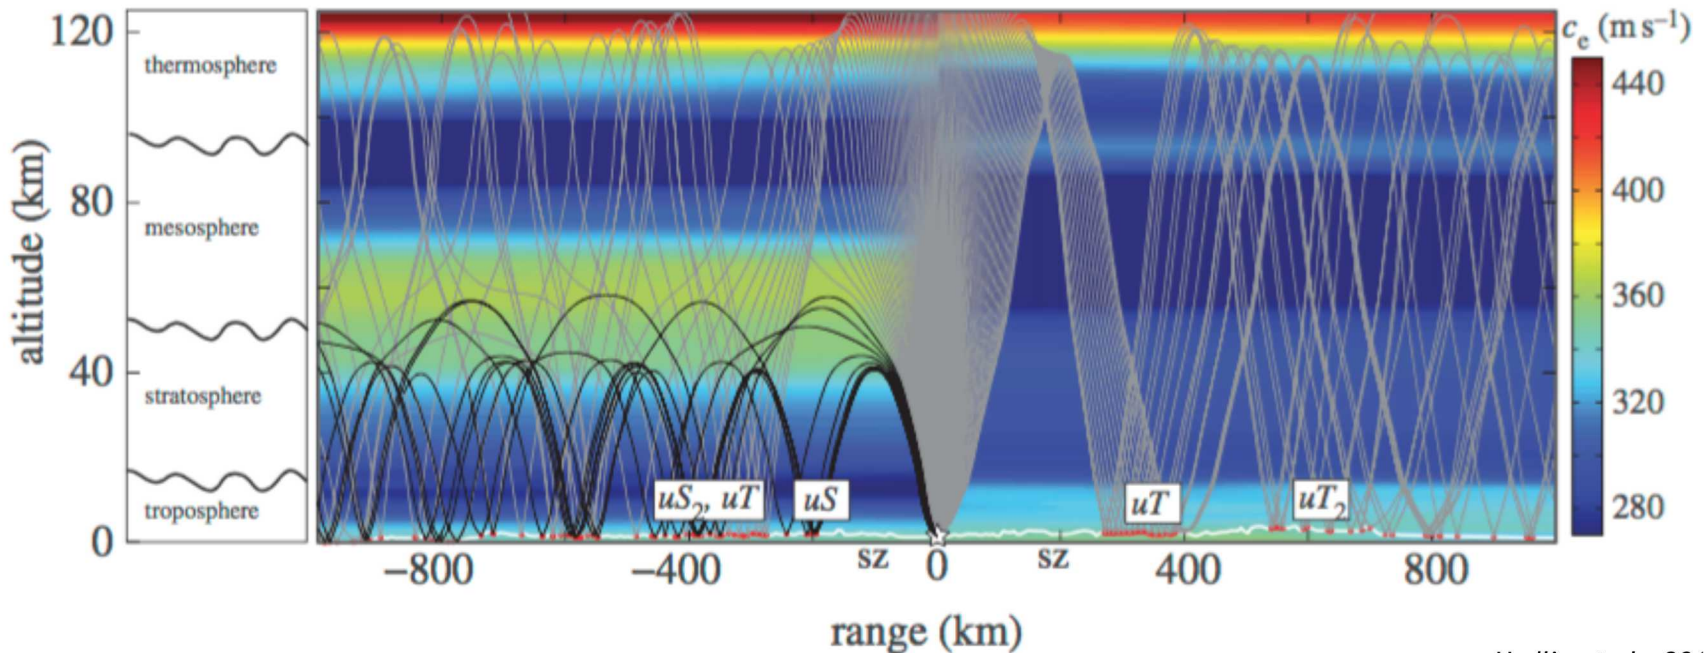 altitude (km)
120
80
40
0
thermosphere
mesosphere
stratosphere
troposphere
uS2, uT
uS
uT
uT2
−800
−400
sz
0
sz
400
800
range (km)
ce (m s−1)
440
400
360
320
280